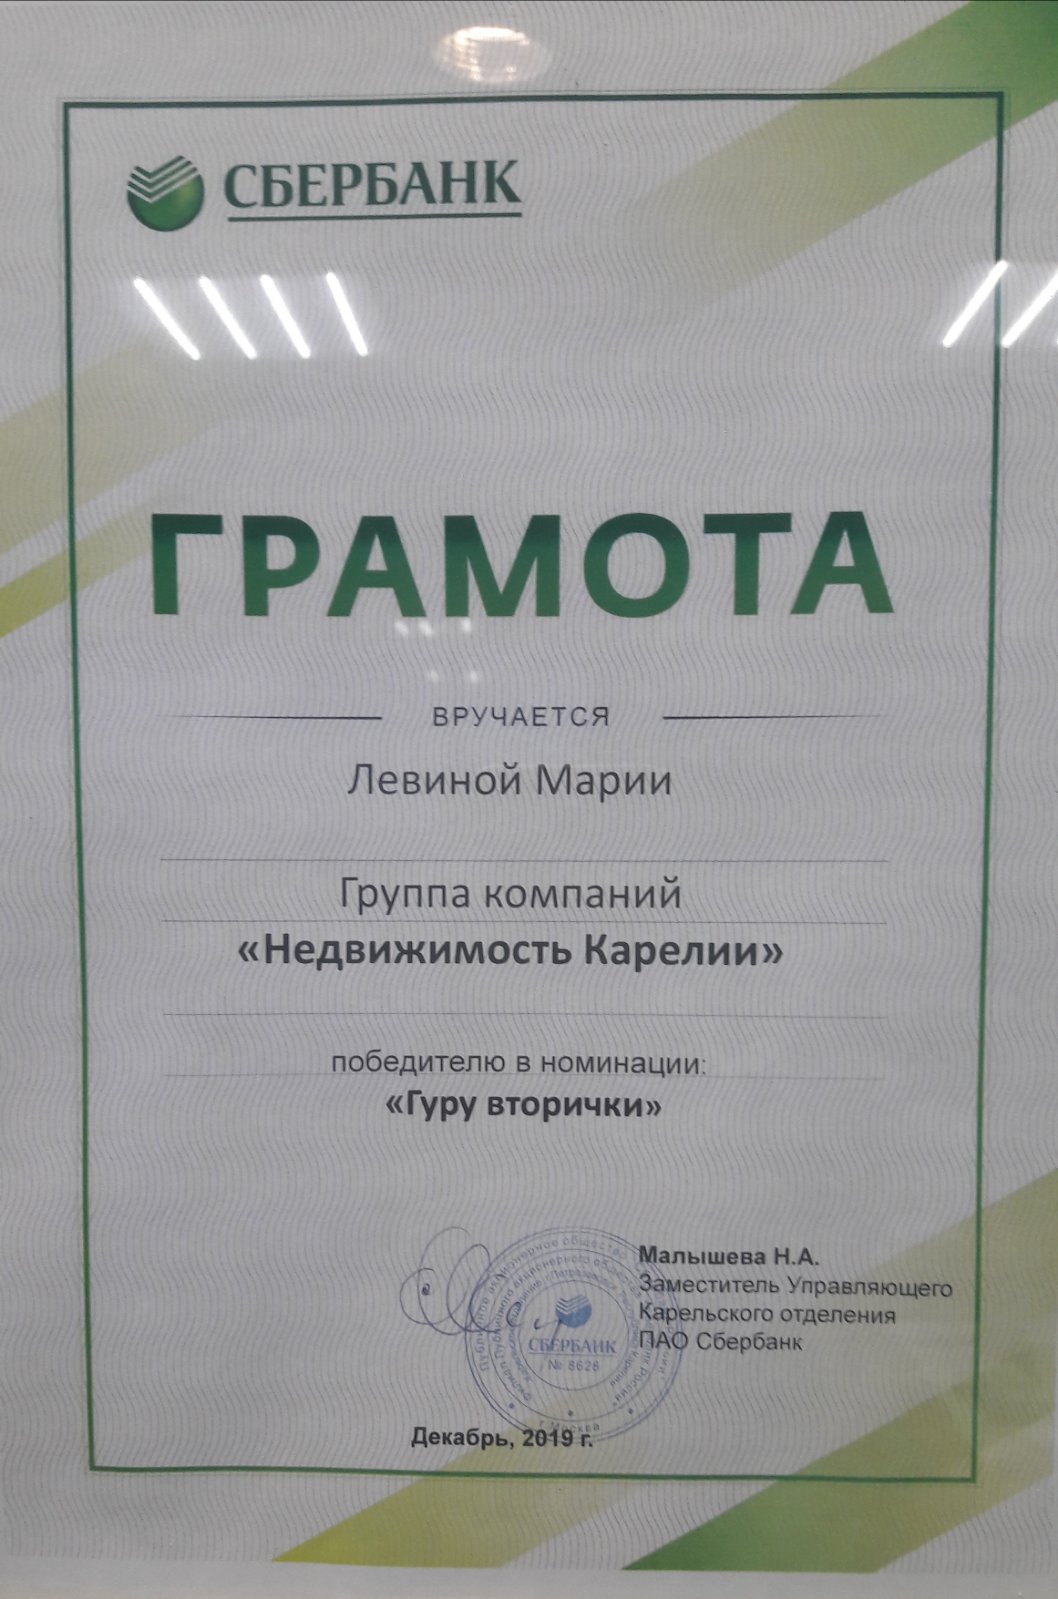 СБЕРБАНК
ГРАМОТА
ВРУЧАЕТСЯ
Левиной Марии
Группа компаний
«Недвижимость Карелии»
победителю в номинации:
«Гуру вторички»
Малышева Н.А.
Заместитель Управляющего
Карельского отделения
ПАО Сбербанк
СБЕРБАНК
№ 8628
г. Москва
Декабрь, 2019 г.